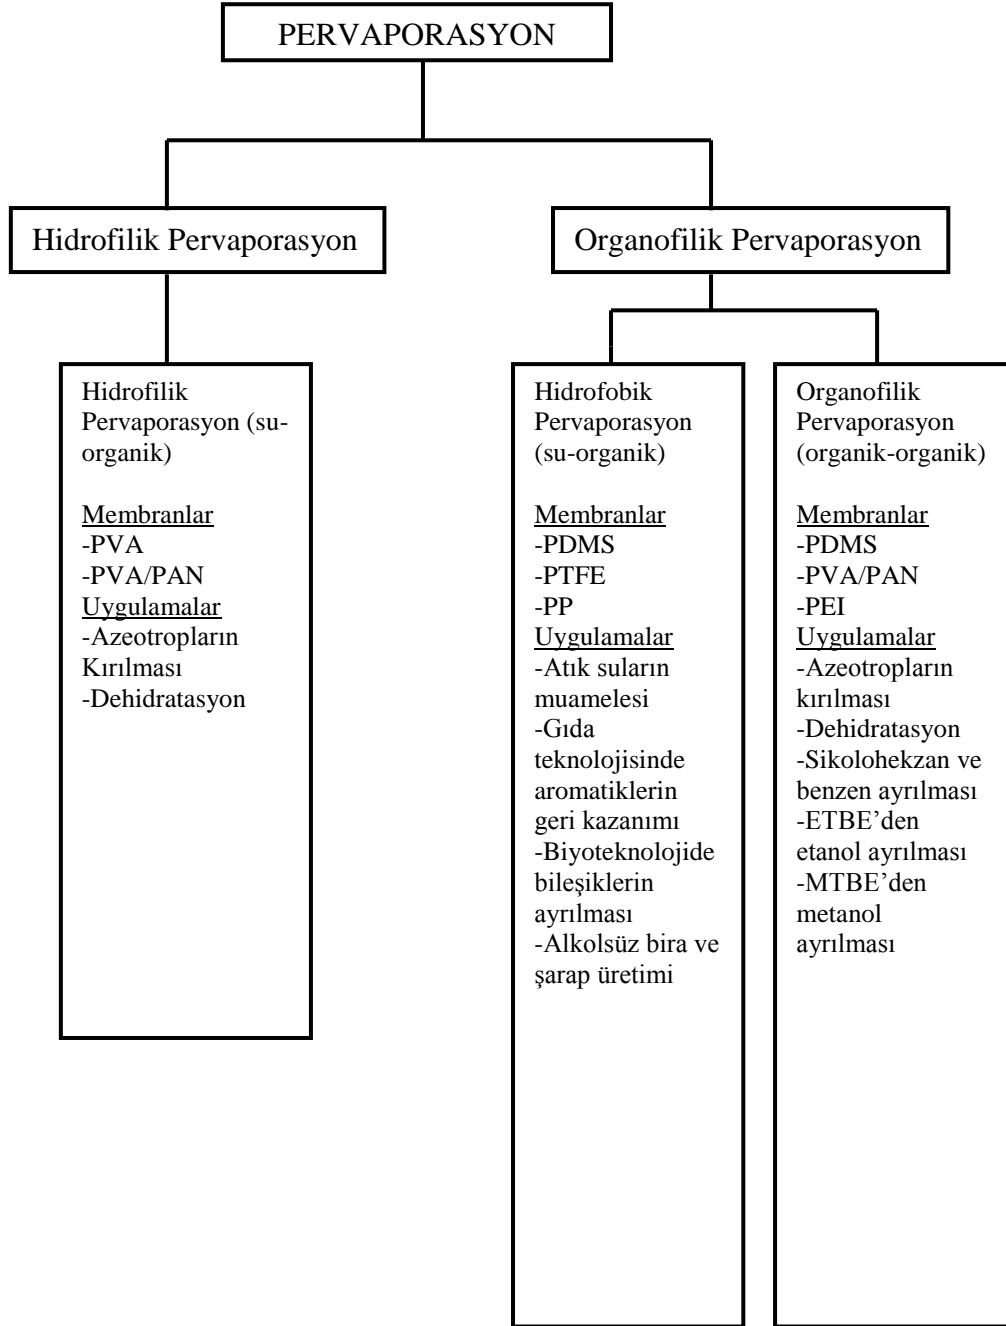 PERVAPORASYON
Hidrofilik Pervaporasyon
Organofilik Pervaporasyon
Hidrofilik
Pervaporasyon (su-
organik)
Membranlar
-PVA
-PVA/PAN
Uygulamalar
-Azeotropların
Kırılması
-Dehidratasyon
Hidrofobik
Pervaporasyon
(su-organik)
Membranlar
-PDMS
-PTFE
-PP
Uygulamalar
-Atık suların
muamelesi
-Gıda
teknolojisinde
aromatiklerin
geri kazanımı
-Biyoteknolojide
bileşiklerin
ayrılması
-Alkolsüz bira ve
şarap üretimi
Organofilik
Pervaporasyon
(organik-organik)
Membranlar
-PDMS
-PVA/PAN
-PEI
Uygulamalar
-Azeotropların
kırılması
-Dehidratasyon
-Sikolohekzan ve
benzen ayrılması
-ETBE’den
etanol ayrılması
-MTBE’den
metanol
ayrılması